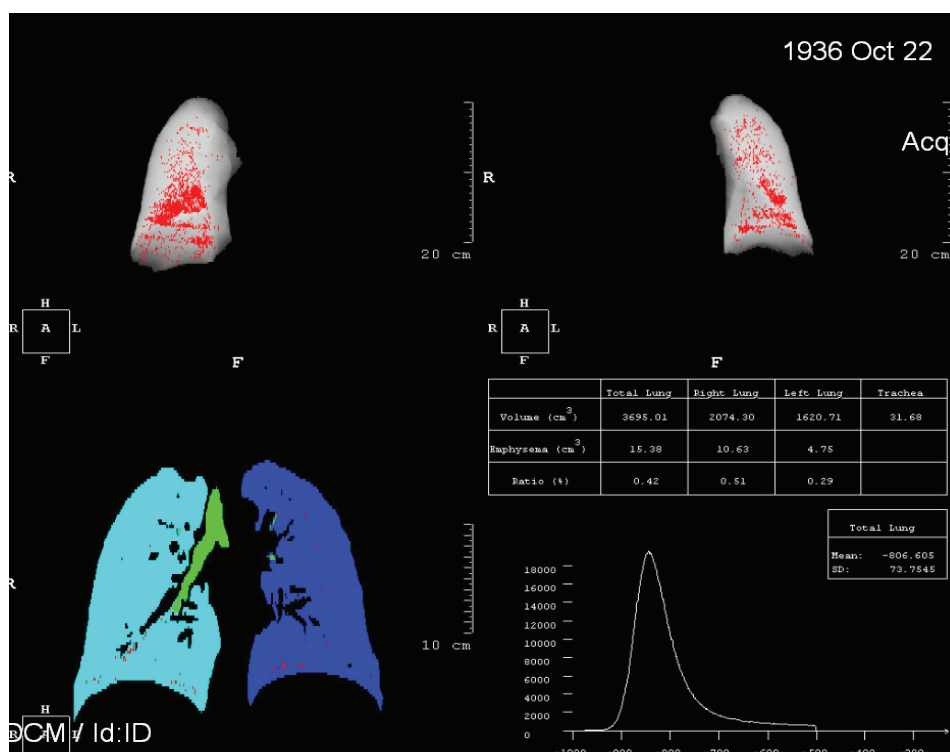 1936 Oct 22
Acq
R
R
20 cm
20 cm
H
H
R A L
R A L
F
F
F
F
Total Lung Right Lung Left Lung Trachea
Volume (cm3) 3695.01 2074.30 1620.71 31.68
Emphysema (cm3) 15.38 10.63 4.75
Ratio (%) 0.42 0.51 0.29
Total Lung
Mean: -806.605
SD: 73.7545
18000
16000
14000
12000
10000
8000
6000
4000
2000
0
R
10 cm
H
DCM / Id:ID